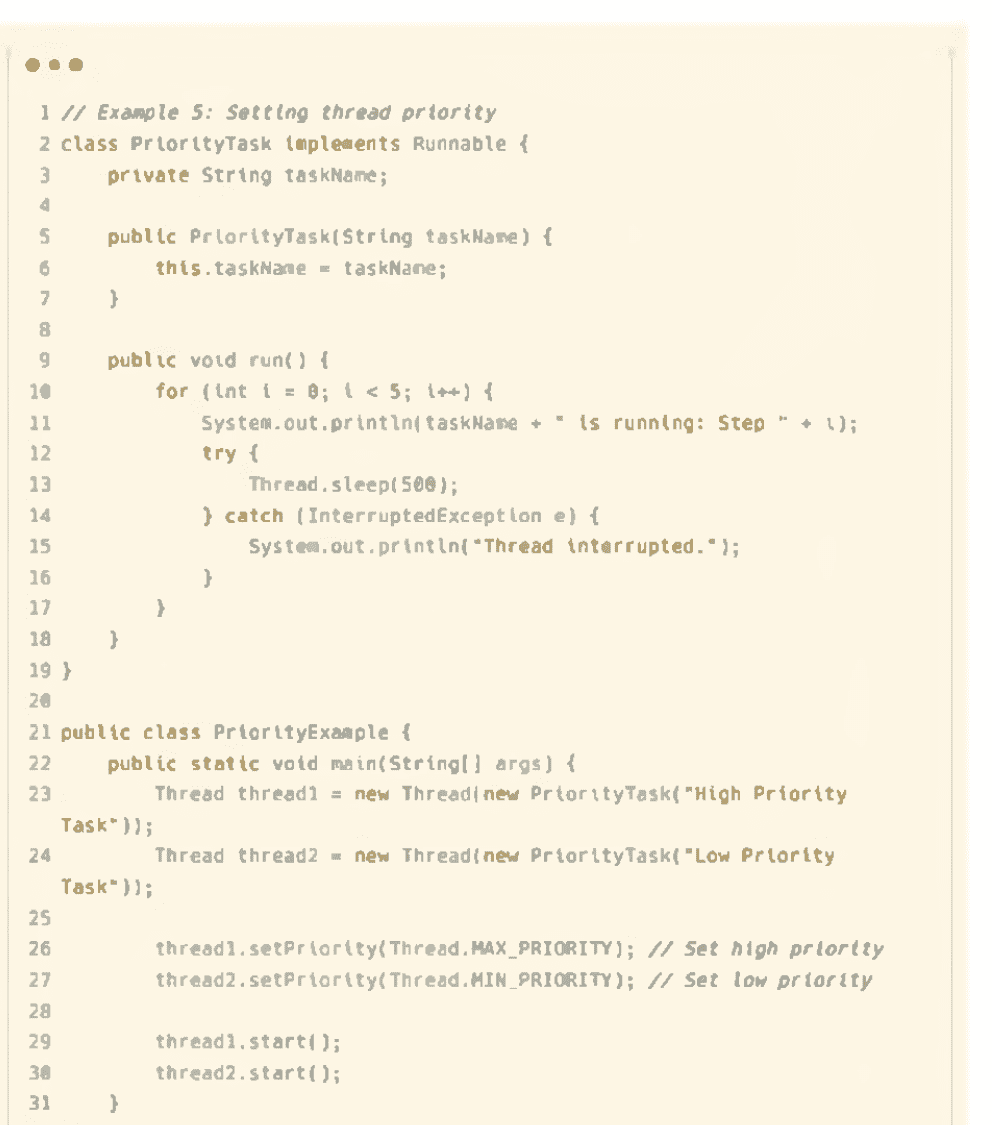 1 // Example 5: Setting thread priority
2 class PriorityTask implements Runnable {
3     private String taskName;
4
5     public PriorityTask(String taskName) {
6         this.taskName = taskName;
7     }
8
9     public void run() {
10         for (int i = 0; i < 5; i++) {
11             System.out.println(taskName + " is running: Step " + i);
12             try {
13                 Thread.sleep(500);
14             } catch (InterruptedException e) {
15                 System.out.println("Thread interrupted.");
16             }
17         }
18     }
19 }
20
21 public class PriorityExample {
22     public static void main(String[] args) {
23         Thread thread1 = new Thread(new PriorityTask("High Priority
Task"));
24         Thread thread2 = new Thread(new PriorityTask("Low Priority
Task"));
25
26         thread1.setPriority(Thread.MAX_PRIORITY); // Set high priority
27         thread2.setPriority(Thread.MIN_PRIORITY); // Set low priority
28
29         thread1.start();
30         thread2.start();
31     }